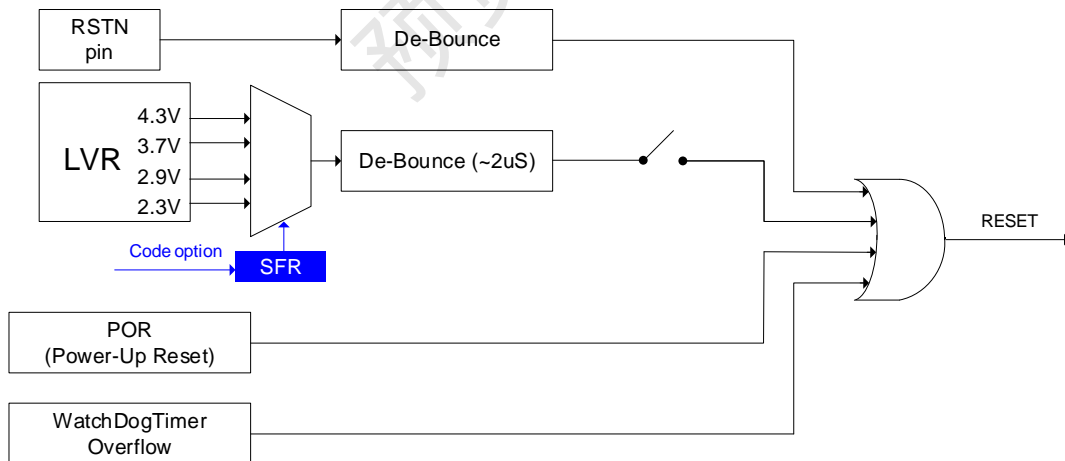 RSTN
pin
De-Bounce
LVR
4.3V
3.7V
2.9V
2.3V
De-Bounce (~2uS)
Code option
SFR
RESET
POR
(Power-Up Reset)
WatchDogTimer
Overflow
预